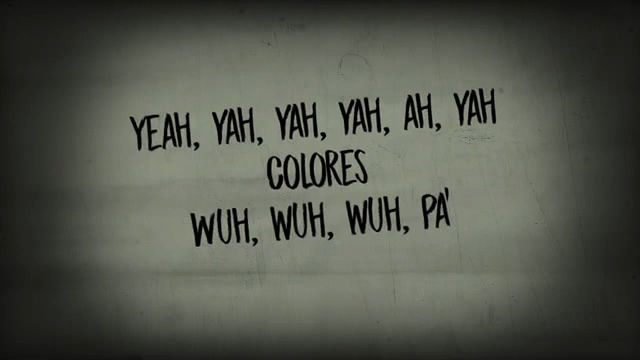 YEAH, YAH, YAH, YAH, AH, YAH
COLORES
WUH, WUH, WUH, PA'